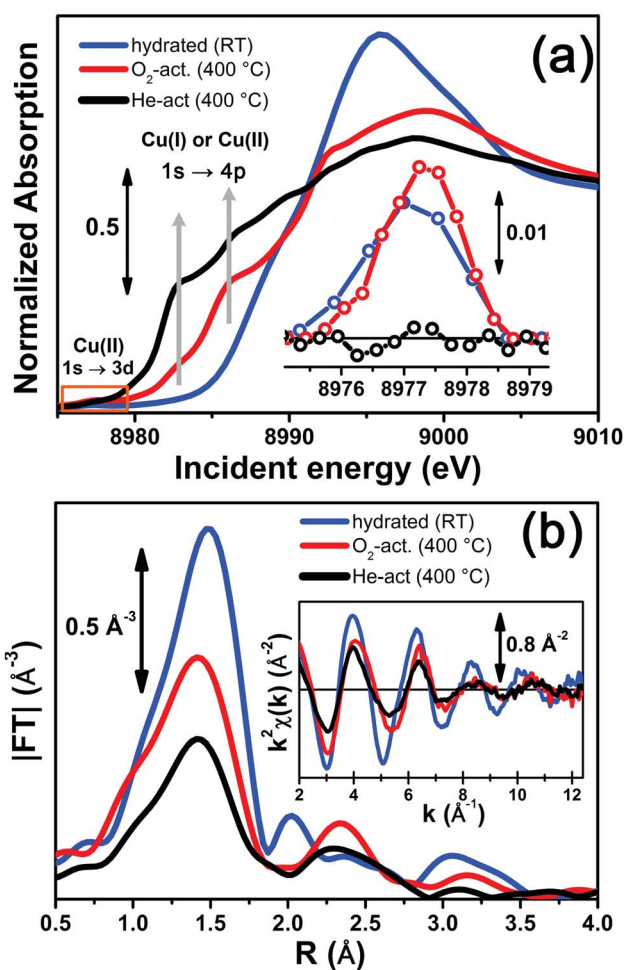 (a)
hydrated (RT)
O₂-act. (400 °C)
He-act (400 °C)
Cu(I) or Cu(II)
1s → 4p
0.5
0.01
Cu(II)
1s → 3d
8976 8977 8978 8979
Normalized Absorption
8980 8990 9000 9010
Incident energy (eV)
(b)
hydrated (RT)
O₂-act. (400 °C)
He-act (400 °C)
0.5 Å⁻³
0.8 Å⁻²
k²χ(k) (Å⁻²)
2 4 6 8 10 12
k (Å⁻¹)
|FT| (Å⁻³)
0.5 1.0 1.5 2.0 2.5 3.0 3.5 4.0
R (Å)